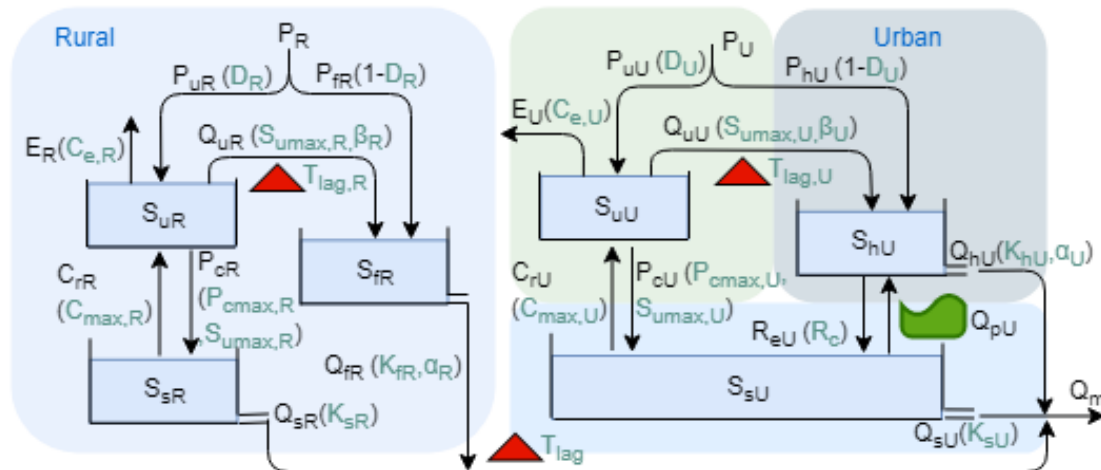 Rural
P_R
P_uR (D_R)
P_fR(1-D_R)
E_R(C_e,R)
Q_uR (S_umax,R,β_R)
T_lag,R
S_uR
S_fR
C_rR
(C_max,R)
P_cR
(P_cmax,R
,S_umax,R)
S_sR
Q_fR (K_fR,α_R)
Q_sR(K_sR)
T_lag
Urban
P_U
P_uU (D_U)
P_hU (1-D_U)
E_U(C_e,U)
Q_uU (S_umax,U,β_U)
T_lag,U
S_uU
S_hU
Q_hU(K_hU,α_U)
C_rU
(C_max,U)
P_cU (P_cmax,U,
S_umax,U)
R_eU (R_c)
Q_pU
S_sU
Q_sU(K_sU)
Q_m